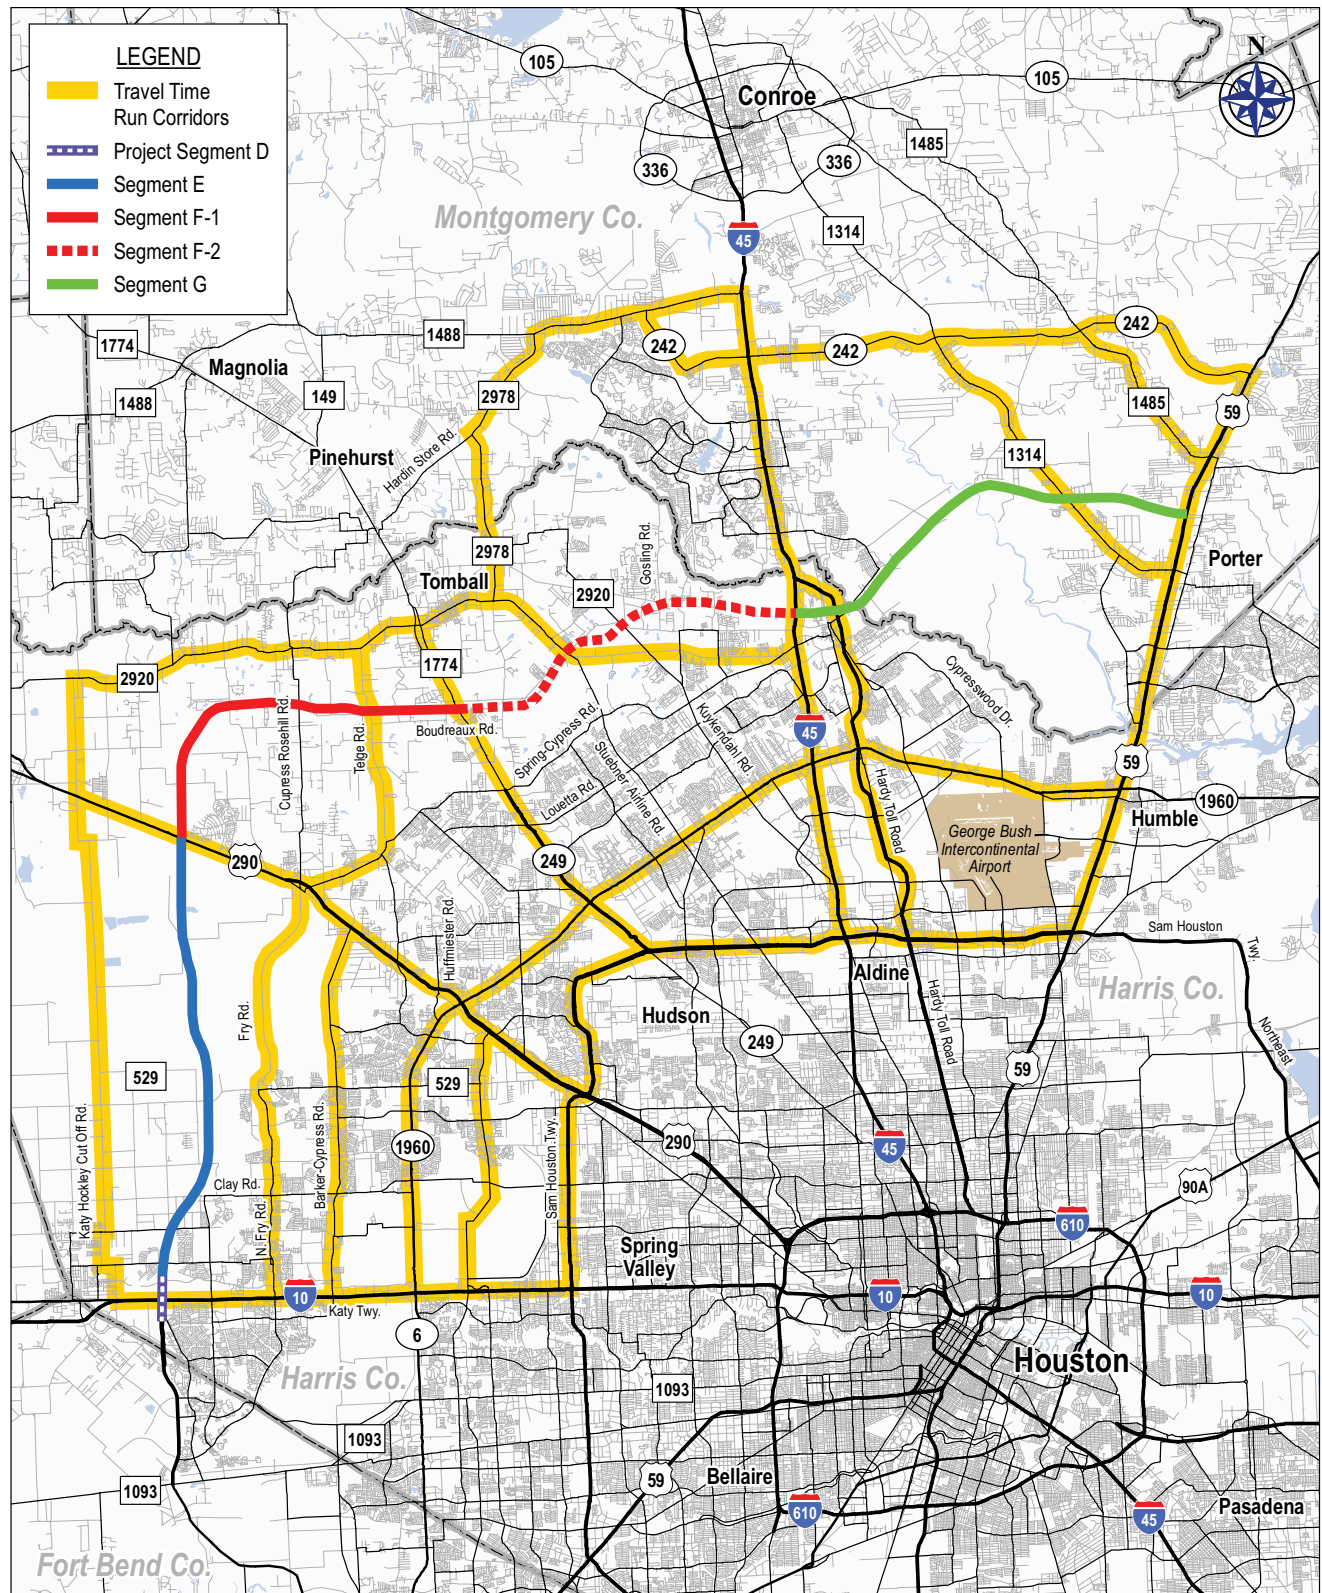 LEGEND
Travel Time
Run Corridors
Project Segment D
Segment E
Segment F-1
Segment F-2
Segment G
N
105
105
Conroe
1485
336
336
Montgomery Co.
1314
45
1774
1488
242
242
242
Magnolia
1488
149
2978
1485
59
Pinehurst
Hardin Store Rd.
1314
2978
Gosling Rd.
Tomball
2920
Porter
2920
1774
Cypresswood Dr.
Cupress Rosehill Rd.
Telge Rd.
Boudreaux Rd.
Spring-Cypress Rd.
Kuykendahl Rd.
45
59
Stuebner Airline Rd.
Louetta Rd.
Hardy Toll Road
1960
Humble
George Bush
Intercontinental
Airport
290
249
Huffmiester Rd.
Sam Houston
Twy.
Aldine
Harris Co.
Hudson
Fry Rd.
Hardy Toll Road
Northeast
249
59
529
529
Katy Hockley Cut Off Rd.
Barker-Cypress Rd.
1960
Sam Houston Twy.
290
45
Clay Rd.
90A
N. Fry Rd.
610
Spring
Valley
10
10
10
Katy Twy.
6
Houston
Harris Co.
1093
1093
59
Bellaire
1093
610
45
Pasadena
Fort Bend Co.